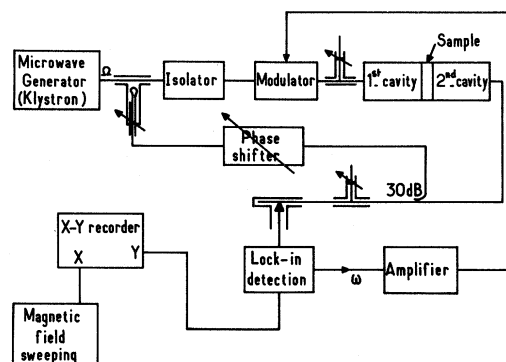 Sample
Microwave
Generator
(Klystron)
Ω
Isolator
Modulator
1st cavity
2nd cavity
Phase
shifter
30dB
X-Y recorder
X
Y
Lock-in
detection
ω
Amplifier
Magnetic
field
sweeping